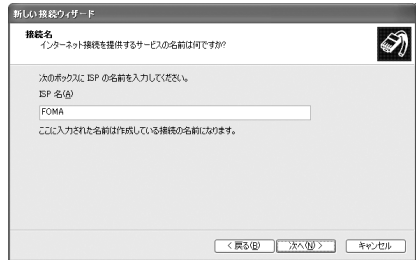 新しい接続ウィザード
接続名
インターネット接続を提供するサービスの名前は何ですか?
次のボックスに ISP の名前を入力してください。
ISP 名(A)
FOMA
ここに入力された名前は作成している接続の名前になります。
< 戻る(B) 次へ(N) > キャンセル